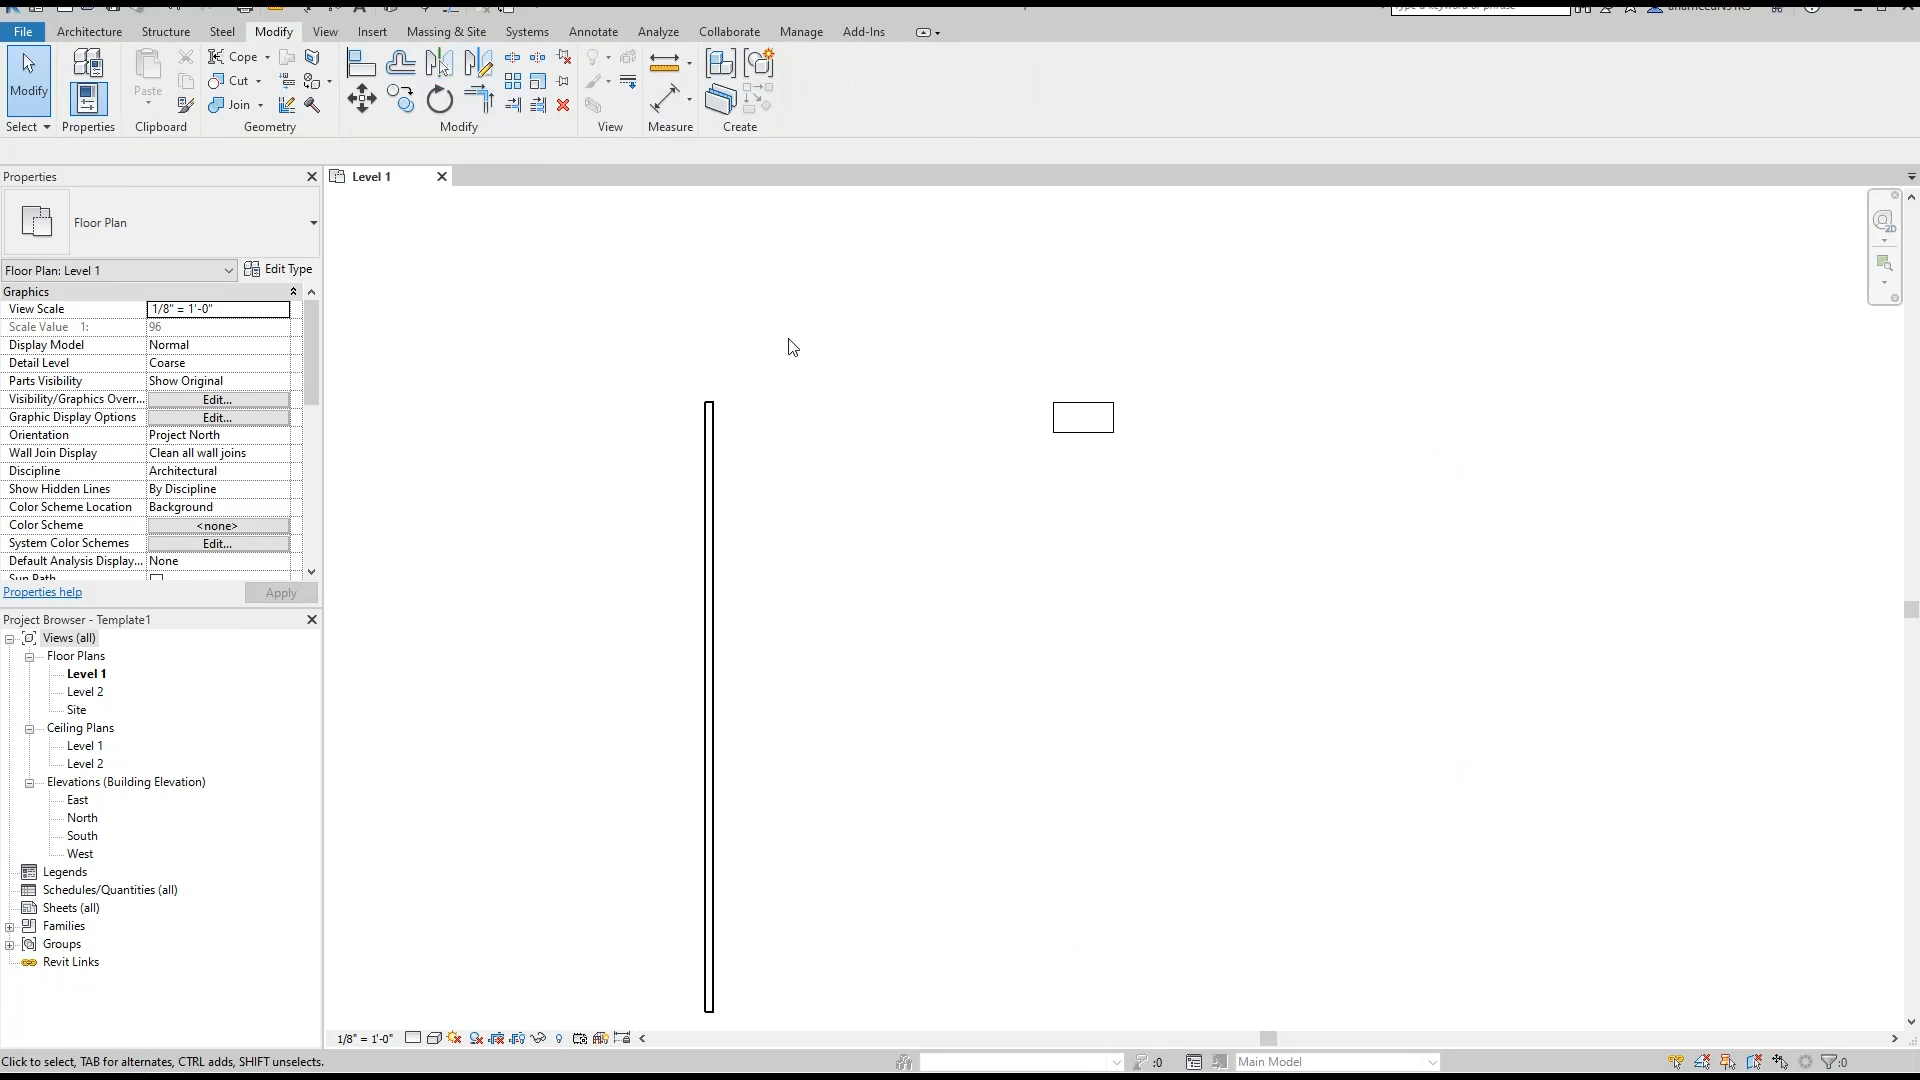 File Architecture Structure Steel Modify View Insert Massing & Site Systems Annotate Analyze Collaborate Manage Add-Ins
Modify
Paste
Cope
Cut
Join
Select Properties Clipboard Geometry Modify View Measure Create
Properties
Level 1
Floor Plan
Floor Plan: Level 1 Edit Type
Graphics
View Scale 1/8" = 1'-0"
Scale Value 1: 96
Display Model Normal
Detail Level Coarse
Parts Visibility Show Original
Visibility/Graphics Overr... Edit...
Graphic Display Options Edit...
Orientation Project North
Wall Join Display Clean all wall joins
Discipline Architectural
Show Hidden Lines By Discipline
Color Scheme Location Background
Color Scheme <none>
System Color Schemes Edit...
Default Analysis Display... None
Sun Path
Properties help Apply
Project Browser - Template1
Views (all)
Floor Plans
Level 1
Level 2
Site
Ceiling Plans
Level 1
Level 2
Elevations (Building Elevation)
East
North
South
West
Legends
Schedules/Quantities (all)
Sheets (all)
Families
Groups
Revit Links
2D
1/8" = 1'-0"
Click to select, TAB for alternates, CTRL adds, SHIFT unselects. :0 Main Model :0